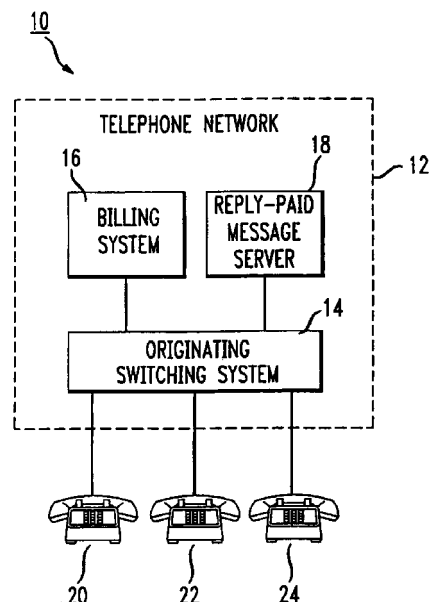 10
TELEPHONE NETWORK
12
16
BILLING
SYSTEM
18
REPLY-PAID
MESSAGE
SERVER
14
ORIGINATING
SWITCHING SYSTEM
20
22
24